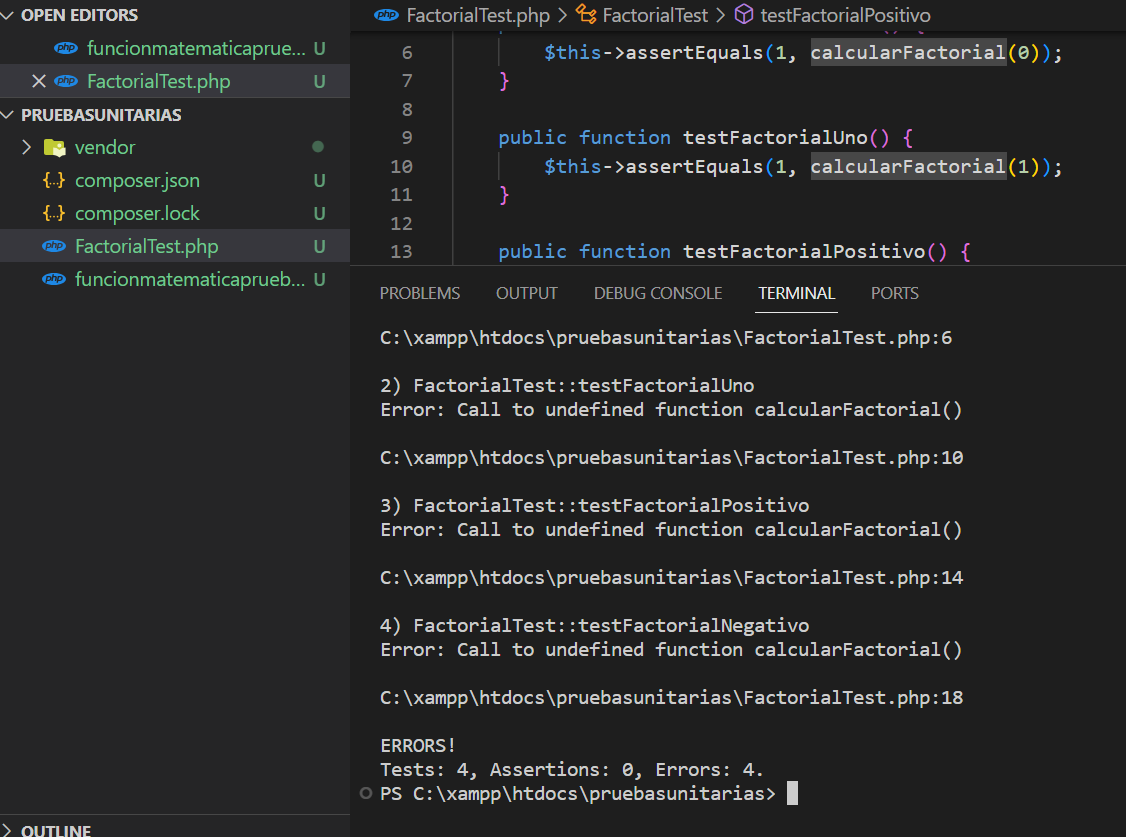 OPEN EDITORS
funcionmatematicaprue... U
FactorialTest.php U
PRUEBASUNITARIAS
vendor
{..} composer.json U
{..} composer.lock U
FactorialTest.php U
funcionmatematicaprueb... U
OUTLINE
FactorialTest.php > FactorialTest > testFactorialPositivo
6 $this->assertEquals(1, calcularFactorial(0));
7 }
8
9 public function testFactorialUno() {
10 $this->assertEquals(1, calcularFactorial(1));
11 }
12
13 public function testFactorialPositivo() {
PROBLEMS OUTPUT DEBUG CONSOLE TERMINAL PORTS
C:\xampp\htdocs\pruebasunitarias\FactorialTest.php:6
2) FactorialTest::testFactorialUno
Error: Call to undefined function calcularFactorial()
C:\xampp\htdocs\pruebasunitarias\FactorialTest.php:10
3) FactorialTest::testFactorialPositivo
Error: Call to undefined function calcularFactorial()
C:\xampp\htdocs\pruebasunitarias\FactorialTest.php:14
4) FactorialTest::testFactorialNegativo
Error: Call to undefined function calcularFactorial()
C:\xampp\htdocs\pruebasunitarias\FactorialTest.php:18
ERRORS!
Tests: 4, Assertions: 0, Errors: 4.
PS C:\xampp\htdocs\pruebasunitarias>